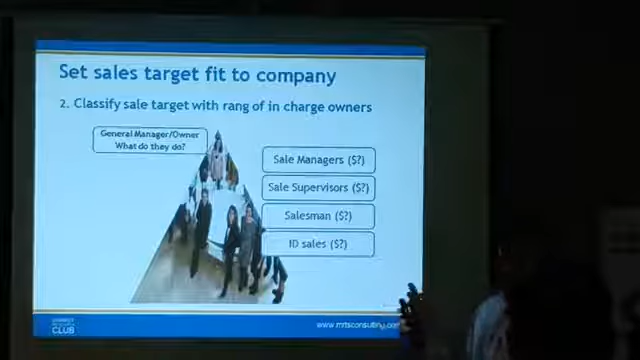 Set sales target fit to company
2. Classify sale target with rang of in charge owners
General Manager/Owner
What do they do?
Sale Managers ($?)
Sale Supervisors ($?)
Salesman ($?)
ID sales ($?)
CLUB
www.mrtsconsulting.com